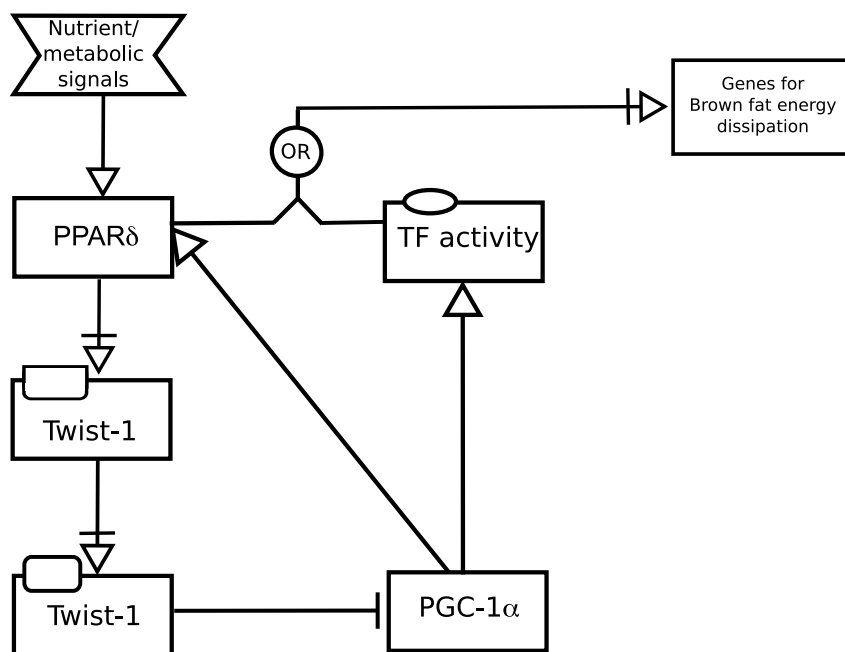 Nutrient/
metabolic
signals
Genes for
Brown fat energy
dissipation
OR
PPARδ
TF activity
Twist-1
Twist-1
PGC-1α